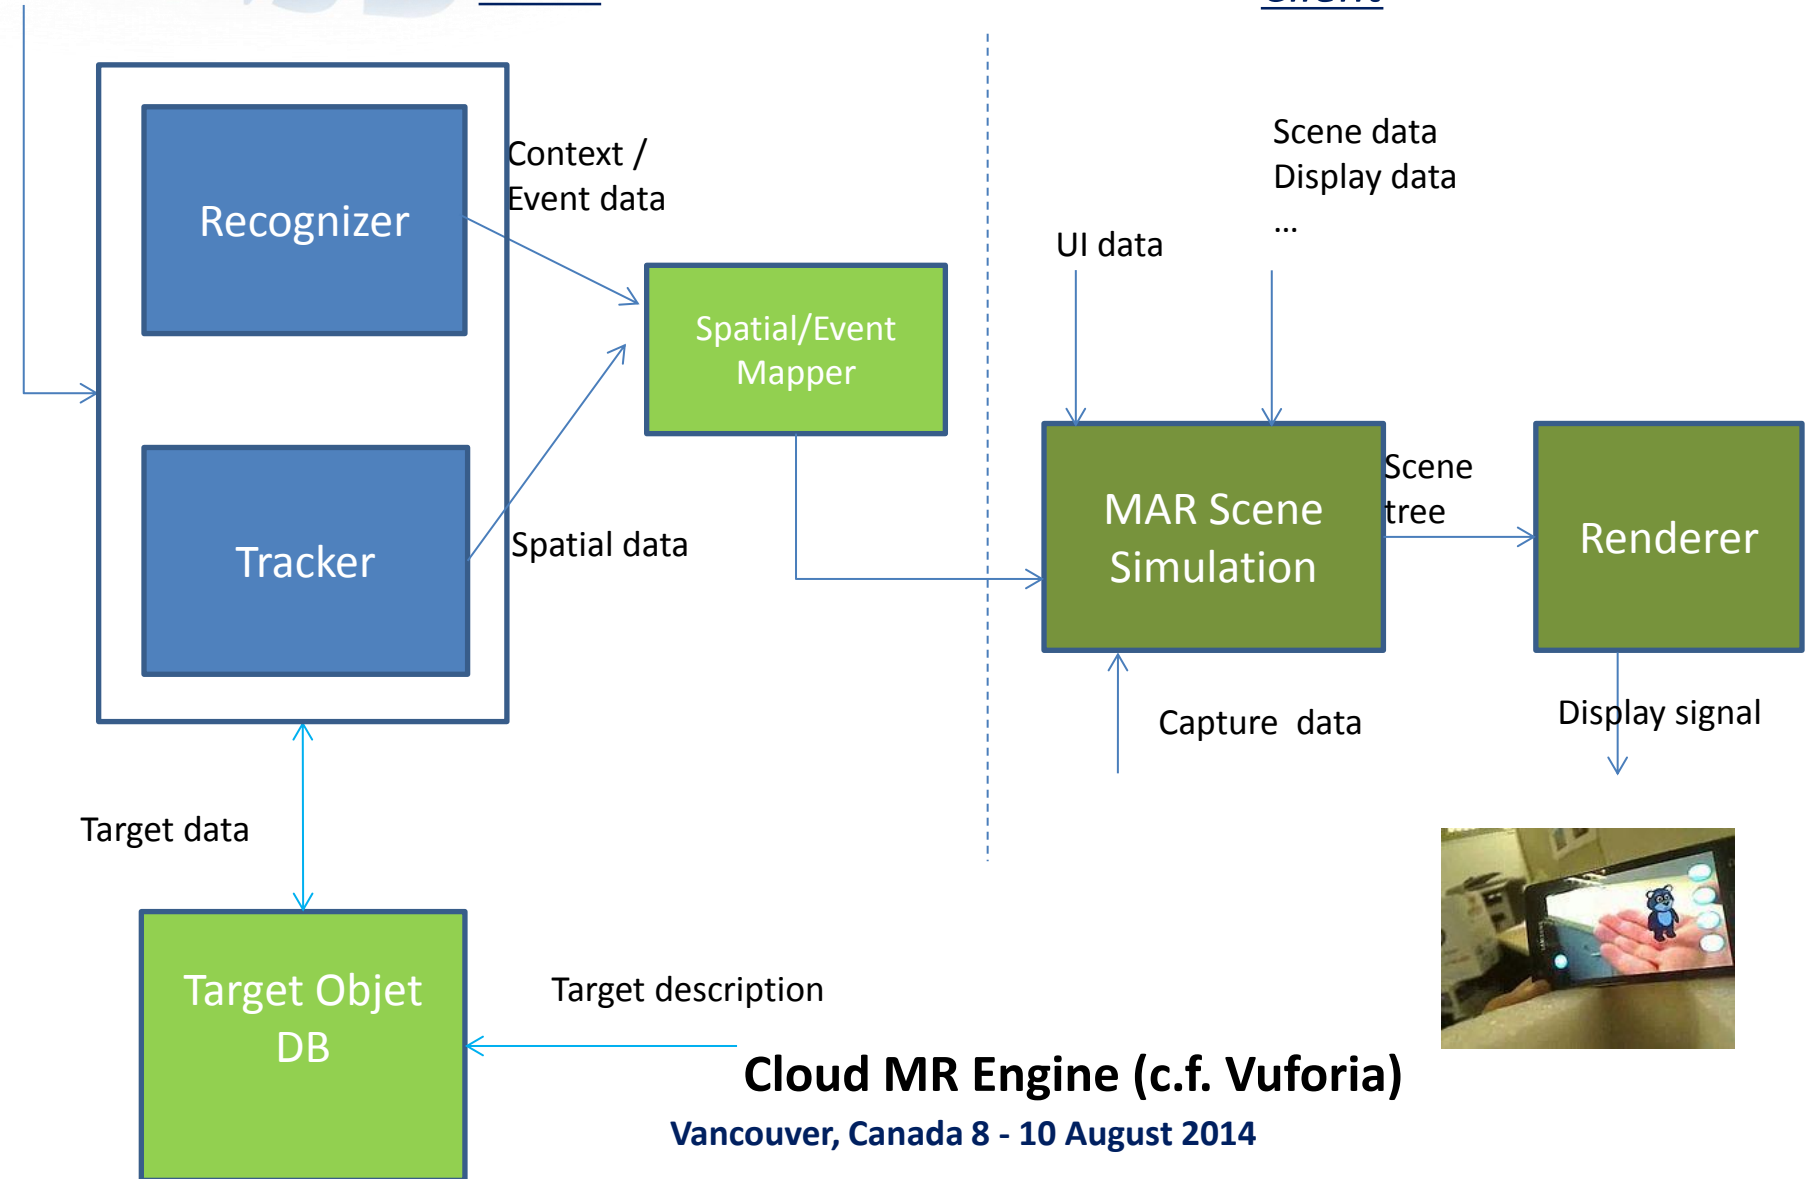 Client
Context /
Event data
Recognizer
Scene data
Display data
...
UI data
Spatial/Event
Mapper
Tracker
Spatial data
MAR Scene
Simulation
Scene
tree
Renderer
Capture  data
Display signal
Target data
Target Objet
DB
Target description
Cloud MR Engine (c.f. Vuforia)
Vancouver, Canada 8 - 10 August 2014